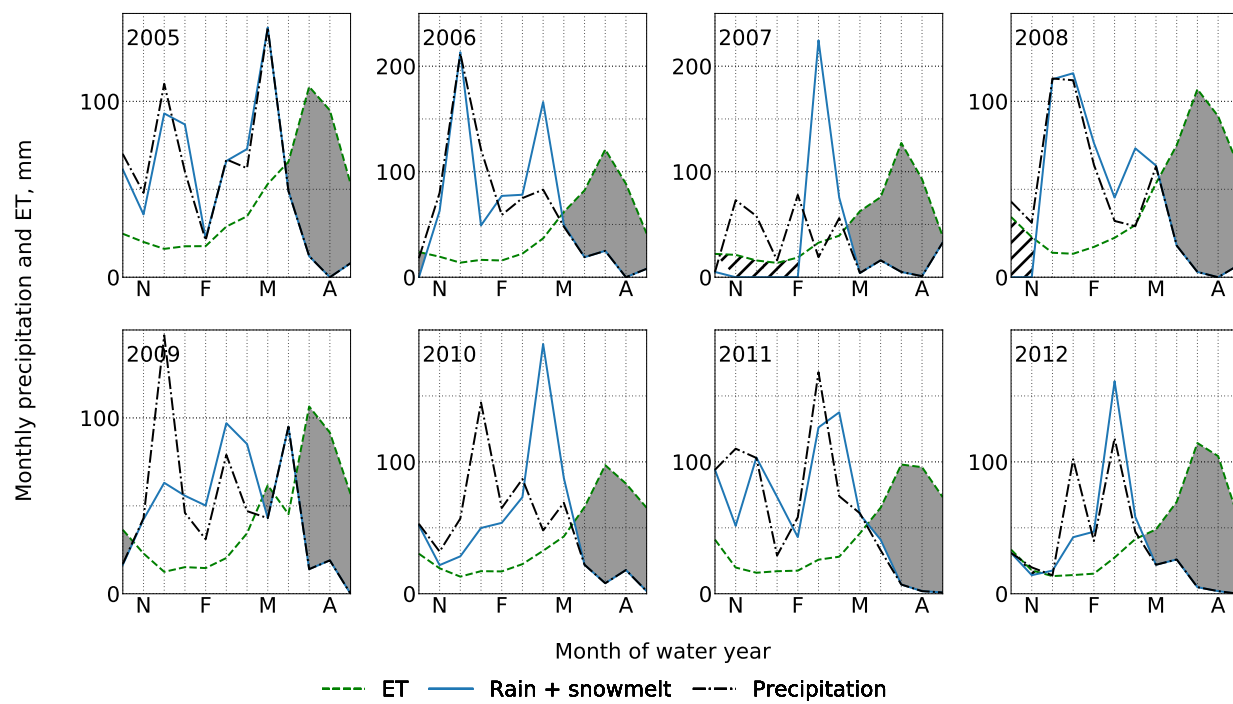 Monthly precipitation and ET, mm
2005
100
0
N F M A
2006
200
100
0
N F M A
2007
200
100
0
N F M A
2008
100
0
N F M A
2009
100
0
N F M A
2010
100
0
N F M A
2011
100
0
N F M A
2012
100
0
N F M A
Month of water year
ET Rain + snowmelt Precipitation